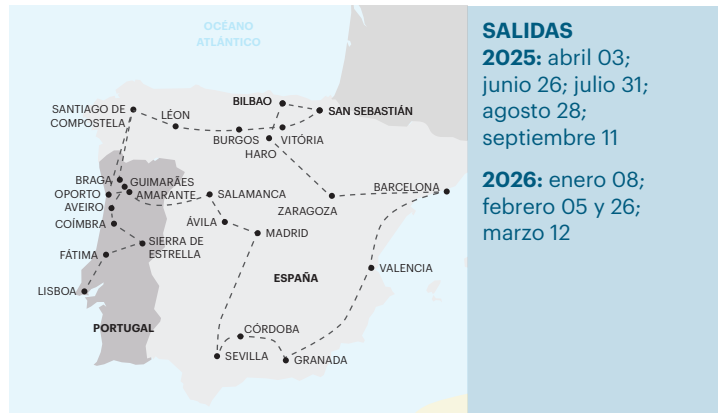 OCÉANO
ATLÁNTICO
SANTIAGO DE
COMPOSTELA
LÉON
BILBAO
SAN SEBASTIÁN
BURGOS
VITÓRIA
HARO
BRAGA
GUIMARÃES
OPORTO
AMARANTE
AVEIRO
COÍMBRA
SALAMANCA
ZARAGOZA
BARCELONA
ÁVILA
MADRID
SIERRA DE
ESTRELLA
FÁTIMA
LISBOA
VALENCIA
ESPAÑA
PORTUGAL
CÓRDOBA
SEVILLA
GRANADA
SALIDAS
2025: abril 03;
junio 26; julio 31;
agosto 28;
septiembre 11
2026: enero 08;
febrero 05 y 26;
marzo 12